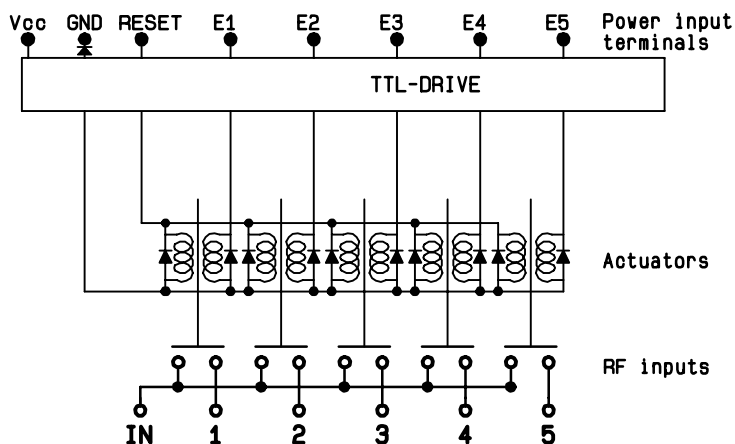 Vcc GND RESET E1 E2 E3 E4 E5 Power input
terminals
TTL-DRIVE
Actuators
RF inputs
IN 1 2 3 4 5